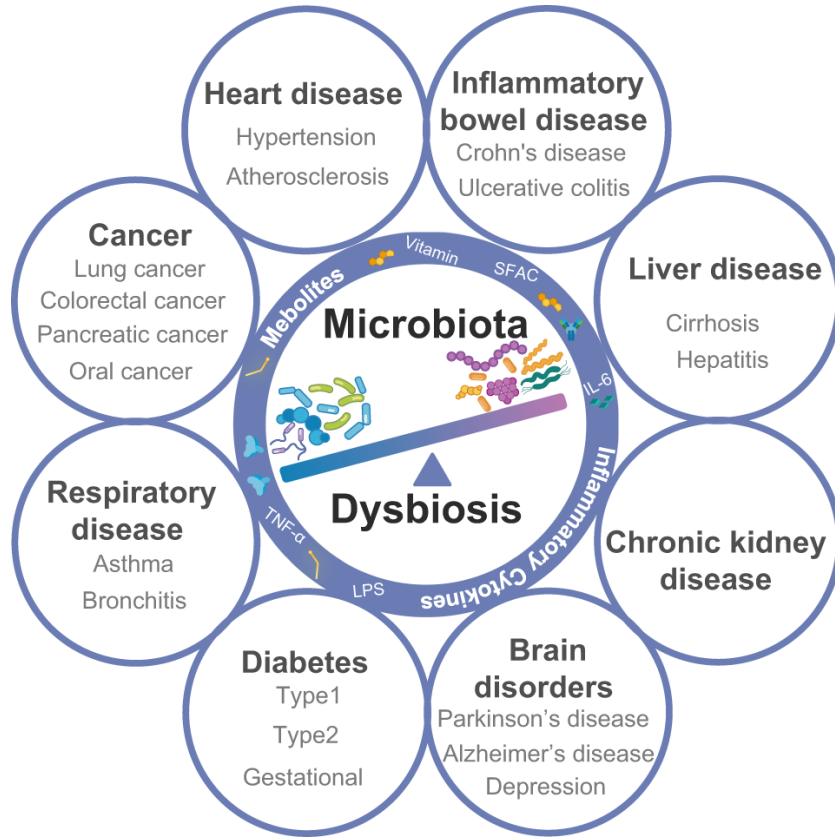 Heart disease
Hypertension
Atherosclerosis
Inflammatory
bowel disease
Crohn's disease
Ulcerative colitis
Cancer
Lung cancer
Colorectal cancer
Pancreatic cancer
Oral cancer
Liver disease
Cirrhosis
Hepatitis
Mebolites
Vitamin
SFAC
IL-6
Inflammatory Cytokines
LPS
TNF-α
Microbiota
Dysbiosis
Respiratory
disease
Asthma
Bronchitis
Chronic kidney
disease
Diabetes
Type1
Type2
Gestational
Brain
disorders
Parkinson’s disease
Alzheimer’s disease
Depression